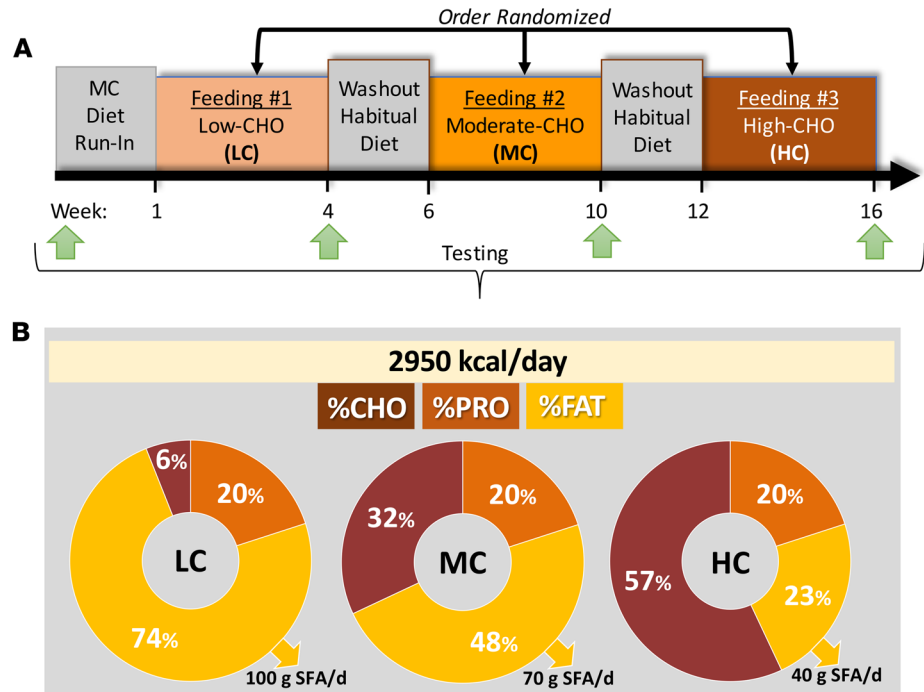 Order Randomized
A
MC
Diet
Run-In
Feeding #1
Low-CHO
(LC)
Washout
Habitual
Diet
Feeding #2
Moderate-CHO
(MC)
Washout
Habitual
Diet
Feeding #3
High-CHO
(HC)
Week: 1 4 6 10 12 16
Testing
B
2950 kcal/day
%CHO %PRO %FAT
6%
20%
LC
74%
100 g SFA/d
32%
20%
MC
48%
70 g SFA/d
20%
57%
HC
23%
40 g SFA/d